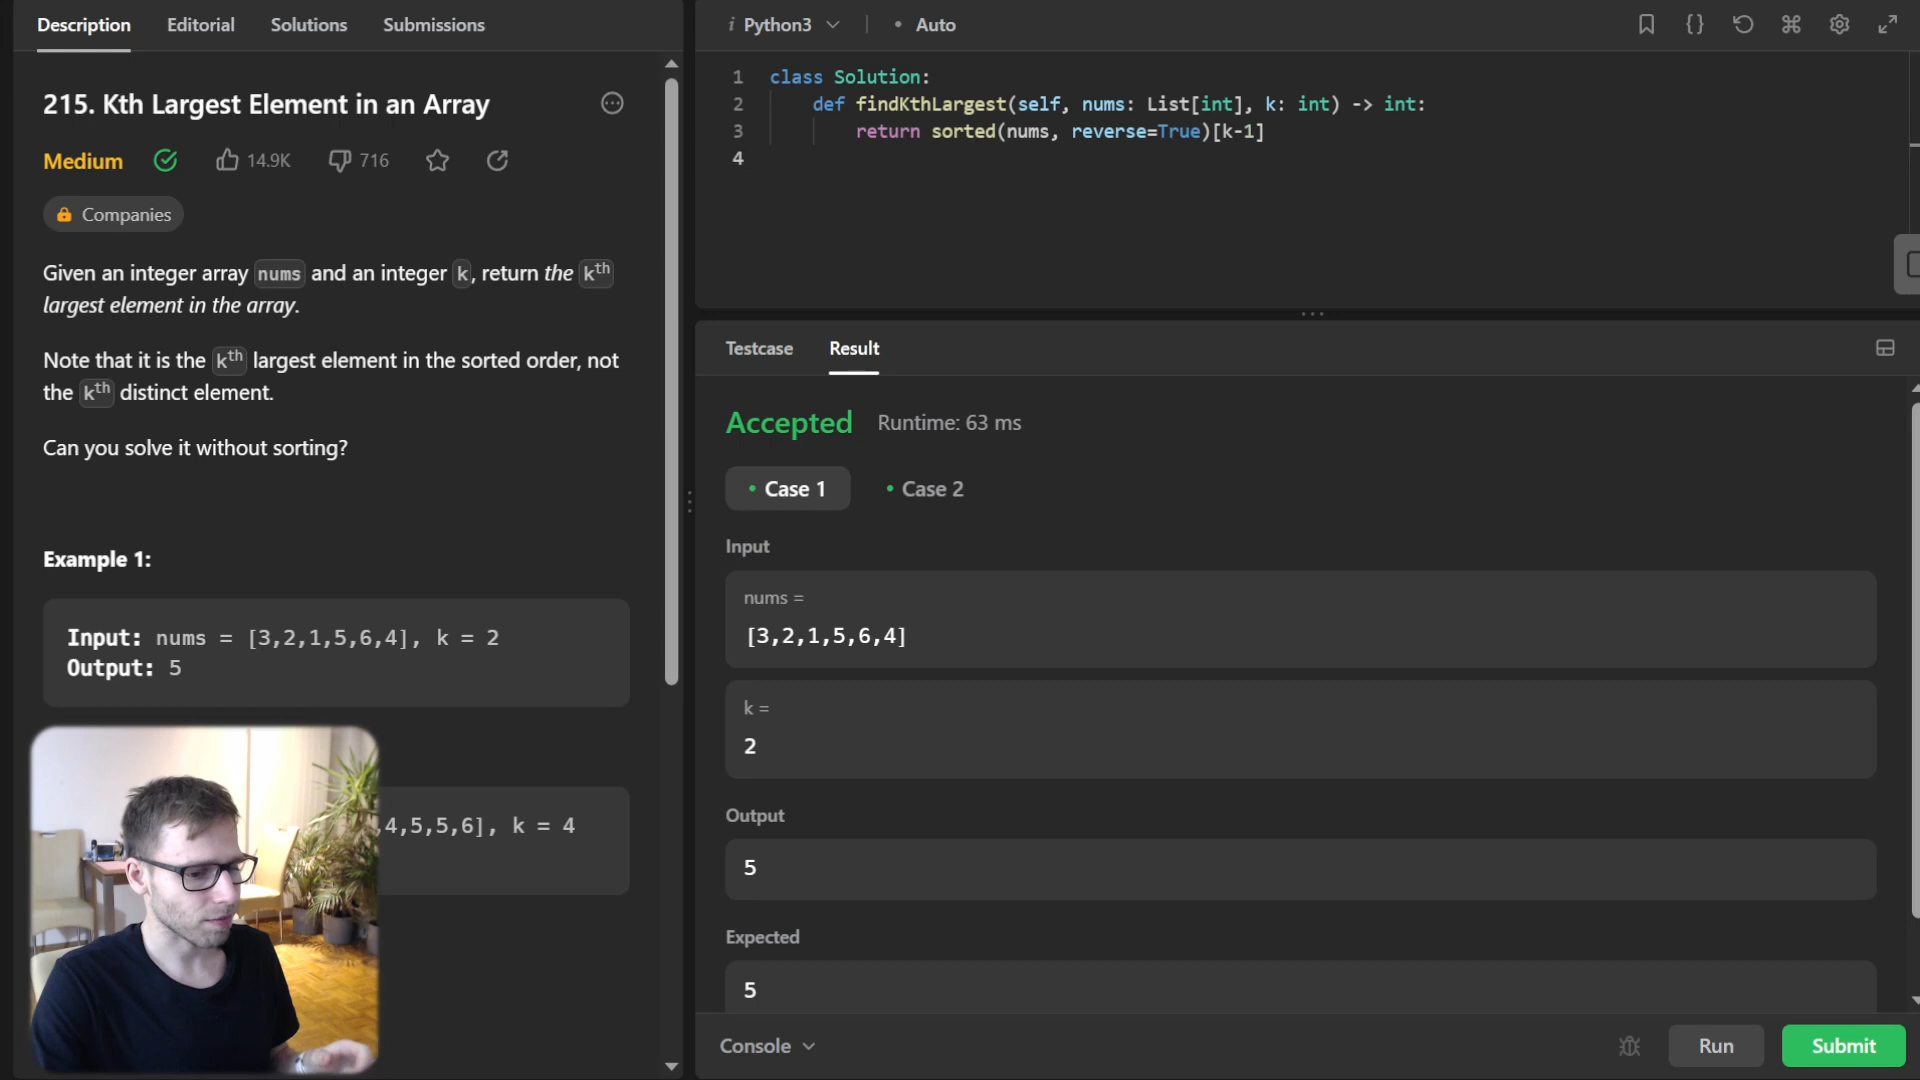 Description Editorial Solutions Submissions
215. Kth Largest Element in an Array
Medium 14.9K 716
Companies
Given an integer array nums and an integer k, return the kth
largest element in the array.
Note that it is the kth largest element in the sorted order, not
the kth distinct element.
Can you solve it without sorting?
Example 1:
Input: nums = [3,2,1,5,6,4], k = 2
Output: 5
,4,5,5,6], k = 4
i Python3 • Auto
{}
1 class Solution:
2 def findKthLargest(self, nums: List[int], k: int) -> int:
3 return sorted(nums, reverse=True)[k-1]
4
Testcase Result
Accepted Runtime: 63 ms
• Case 1 • Case 2
Input
nums =
[3,2,1,5,6,4]
k =
2
Output
5
Expected
5
Console Run Submit